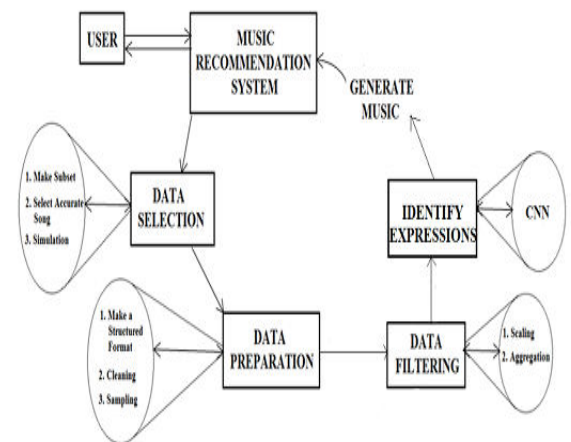 USER
MUSIC
RECOMMENDATION
SYSTEM
GENERATE
MUSIC
1. Make Subset
2. Select Accurate
Song
3. Simulation
DATA
SELECTION
IDENTIFY
EXPRESSIONS
CNN
1. Make a
Structured
Format
2. Cleaning
3. Sampling
DATA
PREPARATION
DATA
FILTERING
1. Scaling
2. Aggregation